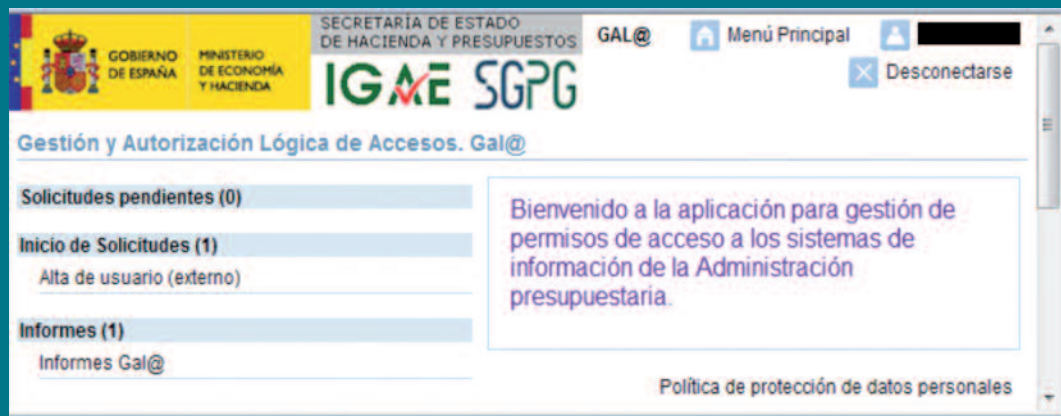 GOBIERNO
DE ESPAÑA
MINISTERIO
DE ECONOMÍA
Y HACIENDA
SECRETARÍA DE ESTADO
DE HACIENDA Y PRESUPUESTOS
IGAE SGPG
GAL@
Menú Principal
Desconectarse
Gestión y Autorización Lógica de Accesos. Gal@
Solicitudes pendientes (0)
Inicio de Solicitudes (1)
Alta de usuario (externo)
Informes (1)
Informes Gal@
Bienvenido a la aplicación para gestión de
permisos de acceso a los sistemas de
información de la Administración
presupuestaria.
Política de protección de datos personales